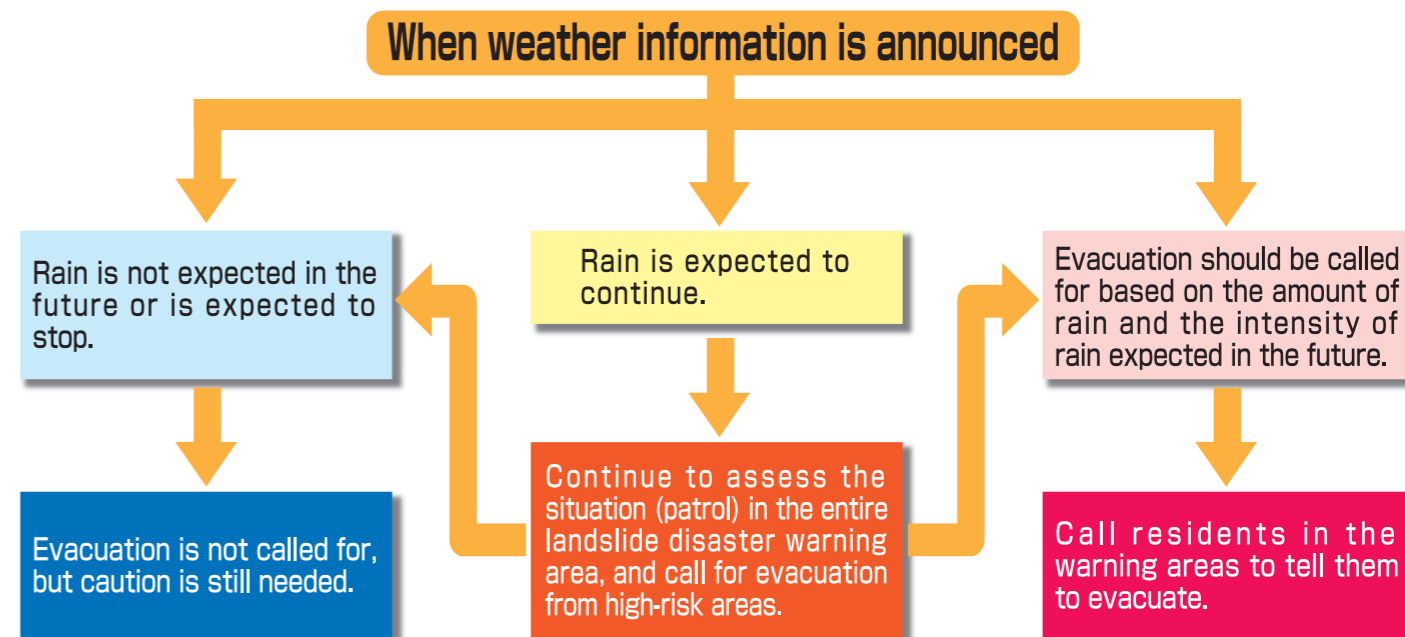 When weather information is announced
Rain is not expected in the
future or is expected to
stop.
Rain is expected to
continue.
Evacuation should be called
for based on the amount of
rain and the intensity of
rain expected in the future.
Evacuation is not called for,
but caution is still needed.
Continue to assess the
situation (patrol) in the entire
landslide disaster warning
area, and call for evacuation
from high-risk areas.
Call residents in the
warning areas to tell them
to evacuate.